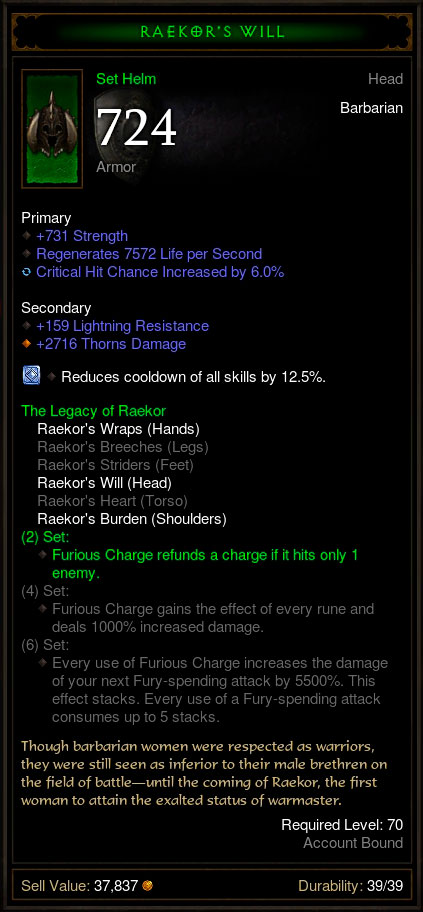 RAEKOR'S WILL
Set Helm
Head
Barbarian
724
Armor
Primary
+731 Strength
Regenerates 7572 Life per Second
Critical Hit Chance Increased by 6.0%
Secondary
+159 Lightning Resistance
+2716 Thorns Damage
Reduces cooldown of all skills by 12.5%.
The Legacy of Raekor
Raekor's Wraps (Hands)
Raekor's Breeches (Legs)
Raekor's Striders (Feet)
Raekor's Will (Head)
Raekor's Heart (Torso)
Raekor's Burden (Shoulders)
(2) Set:
Furious Charge refunds a charge if it hits only 1
enemy.
(4) Set:
Furious Charge gains the effect of every rune and
deals 1000% increased damage.
(6) Set:
Every use of Furious Charge increases the damage
of your next Fury-spending attack by 5500%. This
effect stacks. Every use of a Fury-spending attack
consumes up to 5 stacks.
Though barbarian women were respected as warriors,
they were still seen as inferior to their male brethren on
the field of battle—until the coming of Raekor, the first
woman to attain the exalted status of warmaster.
Required Level: 70
Account Bound
Sell Value: 37,837
Durability: 39/39